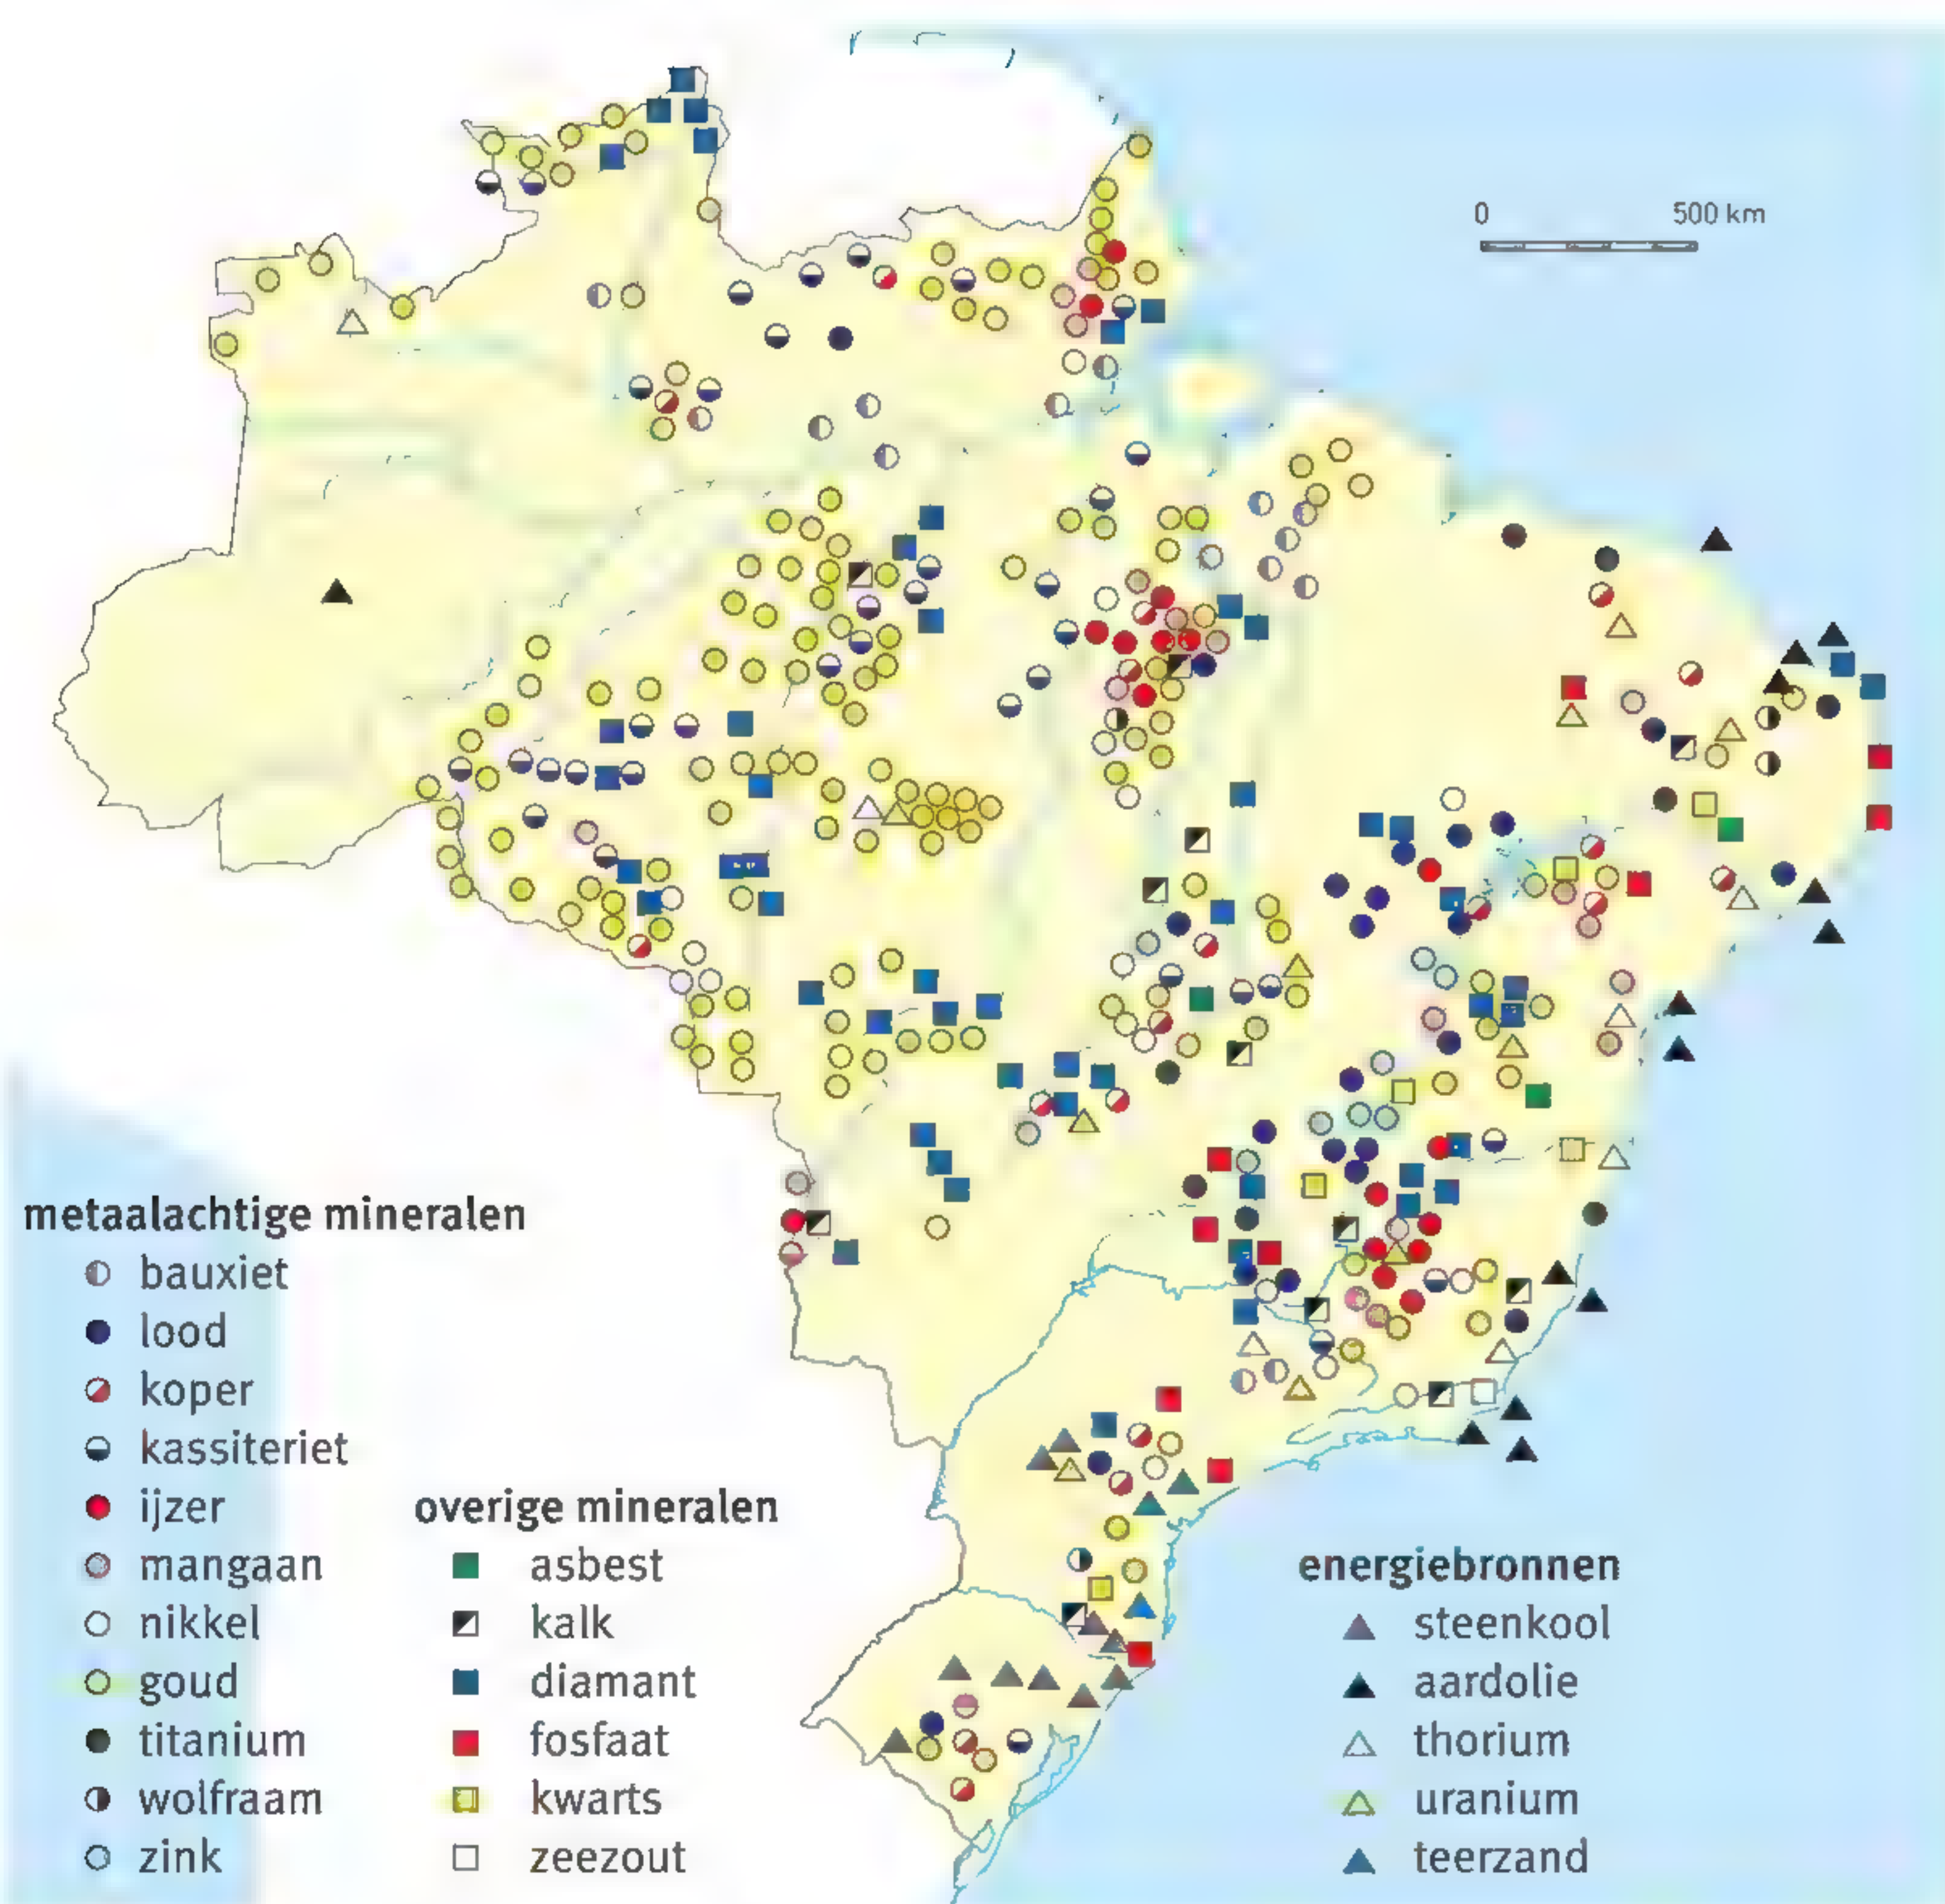 0 500 km
metaalachtige mineralen
bauxiet
lood
koper
kassiteriet
ijzer
mangaan
nikkel
goud
titanium
wolfraam
zink
overige mineralen
asbest
kalk
diamant
fosfaat
kwarts
zeezout
energiebronnen
steenkool
aardolie
thorium
uranium
teerzand